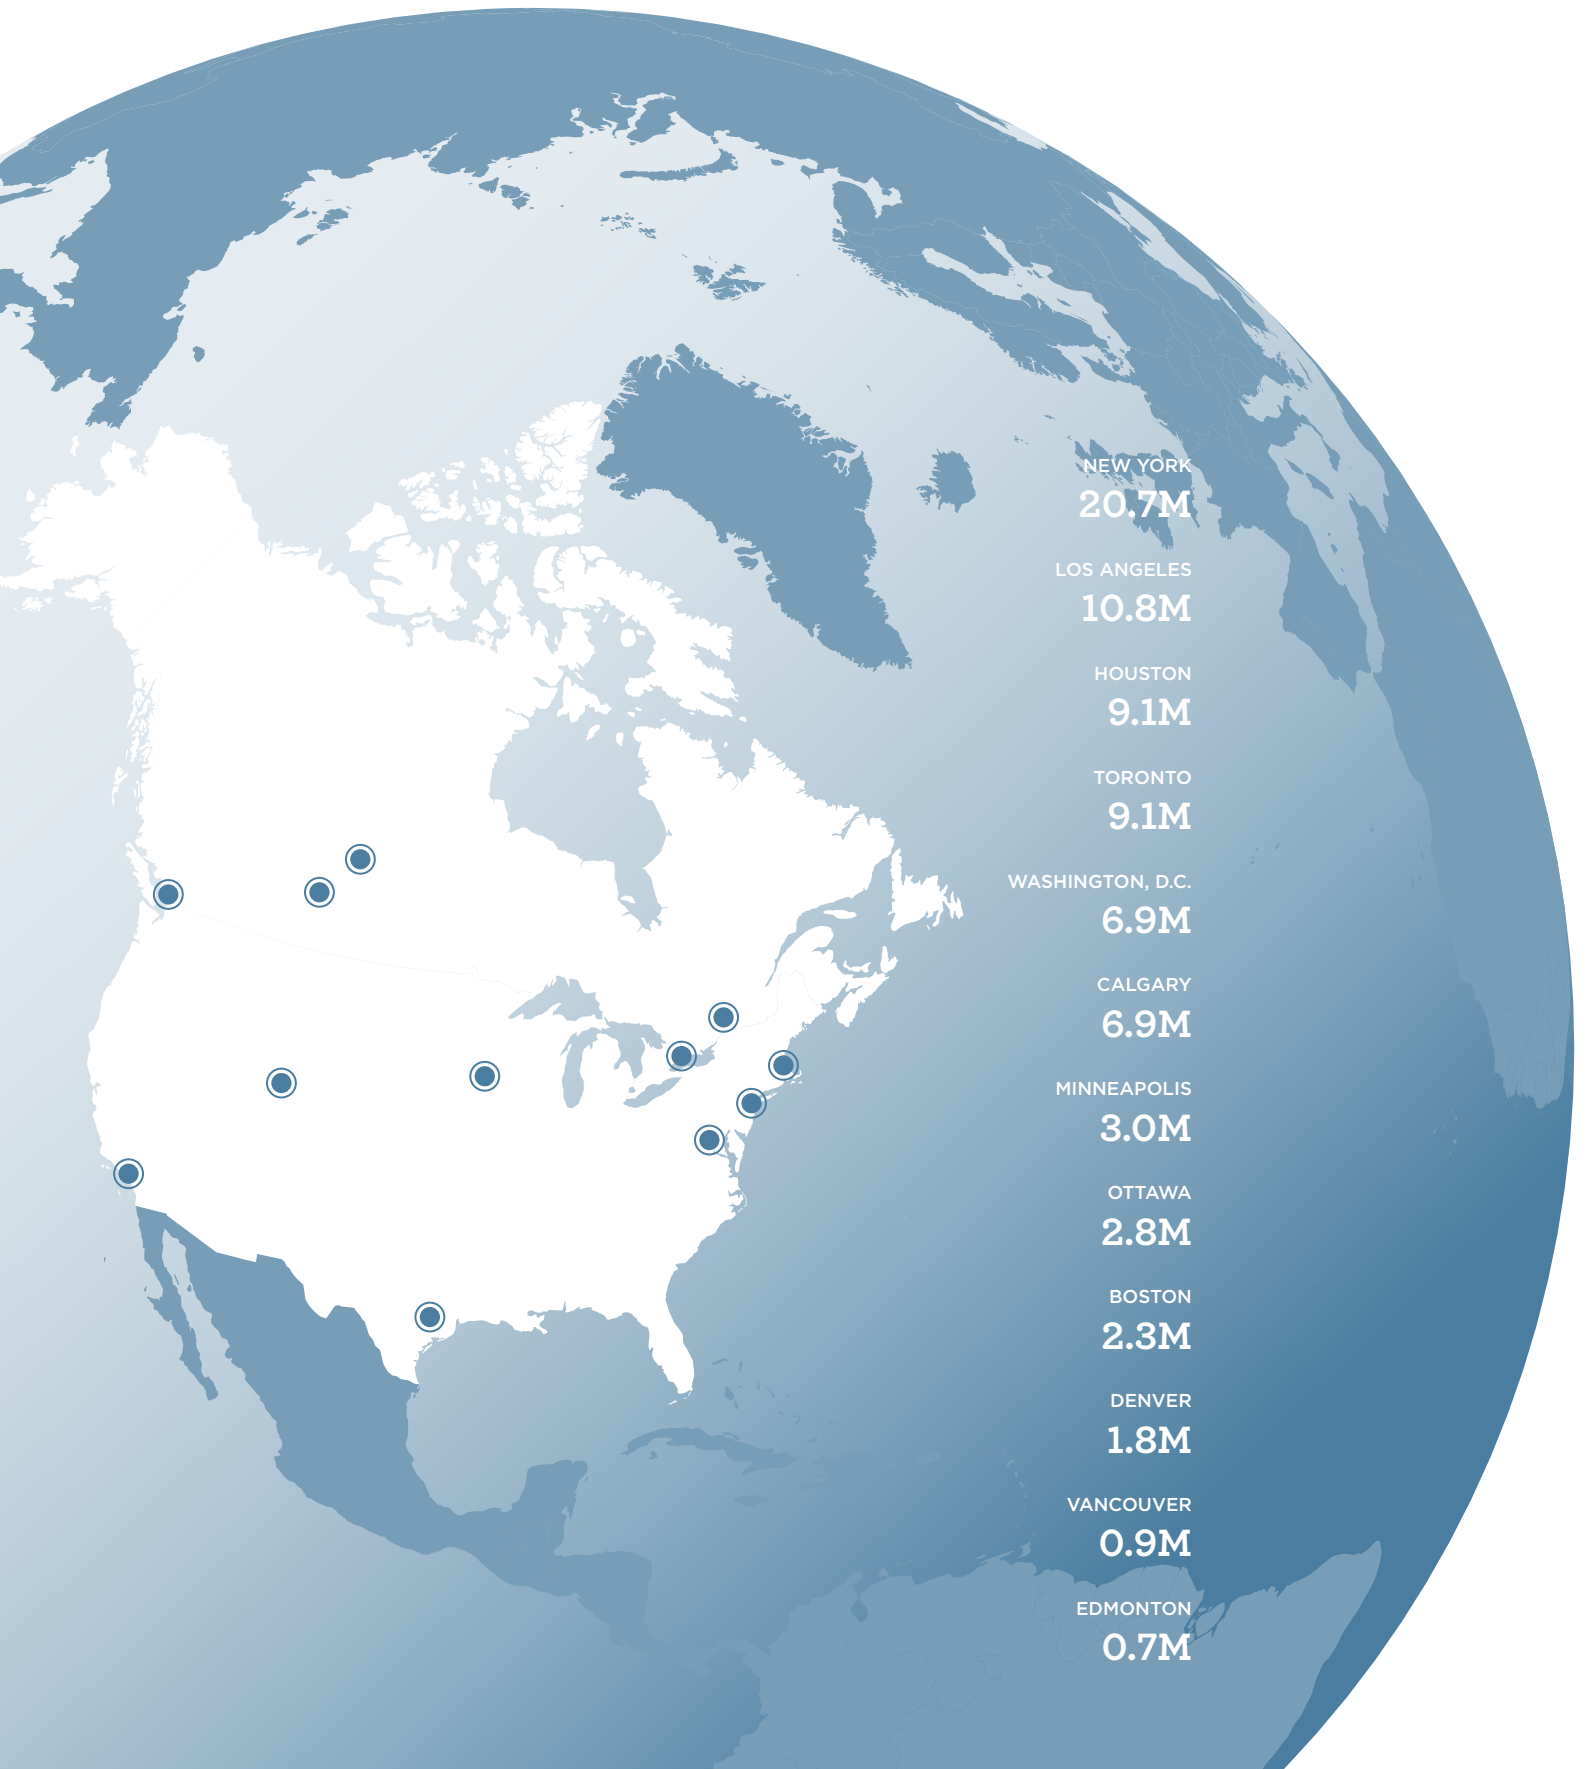 NEW YORK
20.7M
LOS ANGELES
10.8M
HOUSTON
9.1M
TORONTO
9.1M
WASHINGTON, D.C.
6.9M
CALGARY
6.9M
MINNEAPOLIS
3.0M
OTTAWA
2.8M
BOSTON
2.3M
DENVER
1.8M
VANCOUVER
0.9M
EDMONTON
0.7M